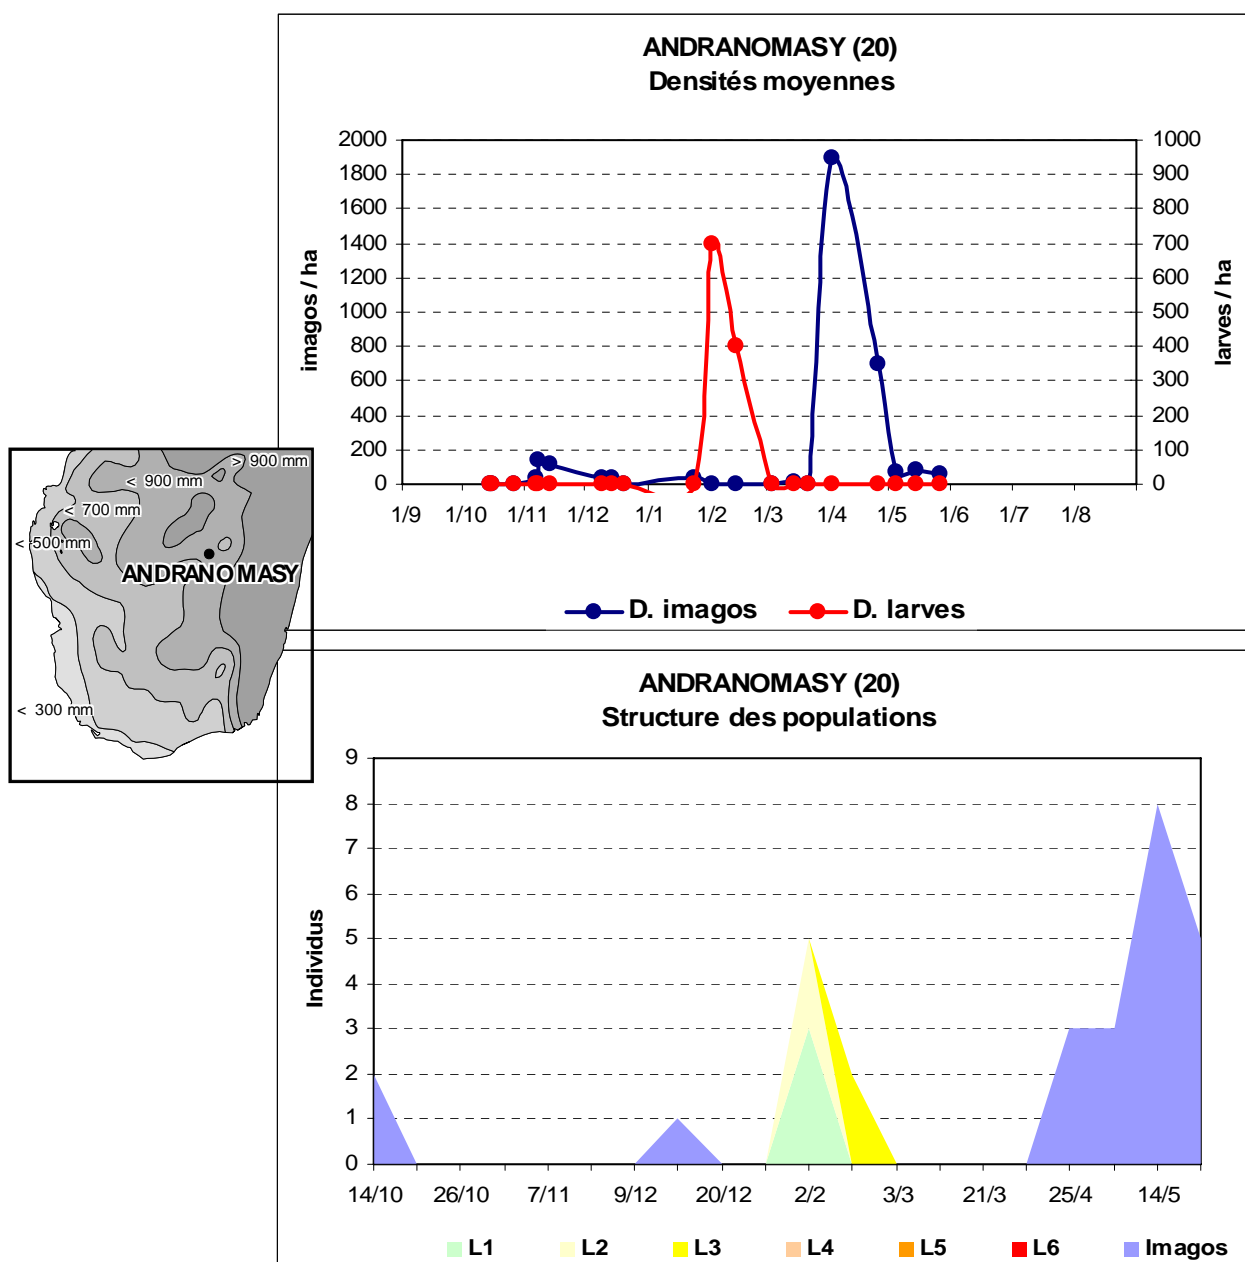 ANDRANOMASY (20)
Densités moyennes
2000
1800
1600
1400
1200
1000
800
600
400
200
0
imagos / ha
1000
900
800
700
600
500
400
300
200
100
0
larves / ha
1/9 1/10 1/11 1/12 1/1 1/2 1/3 1/4 1/5 1/6 1/7 1/8
D. imagos D. larves
> 900 mm
< 900 mm
< 700 mm
< 500 mm
ANDRANOMASY
< 300 mm
ANDRANOMASY (20)
Structure des populations
9
8
7
6
5
4
3
2
1
0
Individus
14/10 26/10 7/11 9/12 20/12 2/2 3/3 21/3 25/4 14/5
L1 L2 L3 L4 L5 L6 Imagos